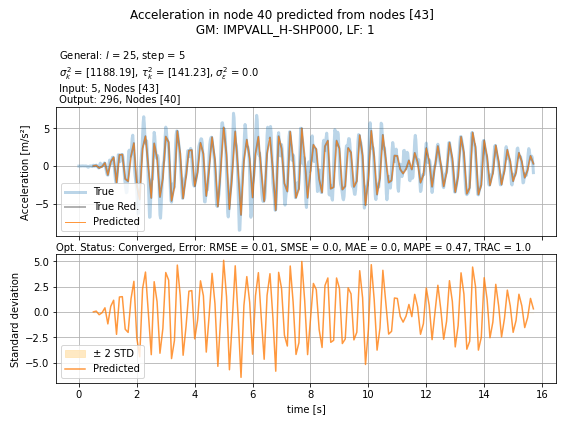 Acceleration in node 40 predicted from nodes [43]
GM: IMPVALL_H-SHP000, LF: 1
General: l = 25, step = 5
σ_k² = [1188.19], τ_k² = [141.23], σ_ε² = 0.0
Input: 5, Nodes [43]
Output: 296, Nodes [40]
Acceleration [m/s²]
5
0
−5
True
True Red.
Predicted
Opt. Status: Converged, Error: RMSE = 0.01, SMSE = 0.0, MAE = 0.0, MAPE = 0.47, TRAC = 1.0
Standard deviation
5.0
2.5
0.0
−2.5
−5.0
± 2 STD
Predicted
0 2 4 6 8 10 12 14 16
time [s]